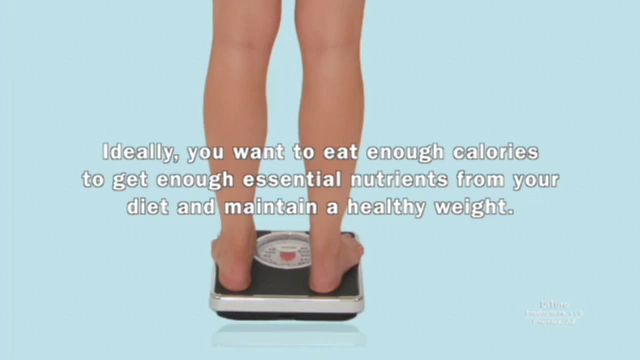 Ideally, you want to eat enough calories
to get enough essential nutrients from your
diet and maintain a healthy weight.